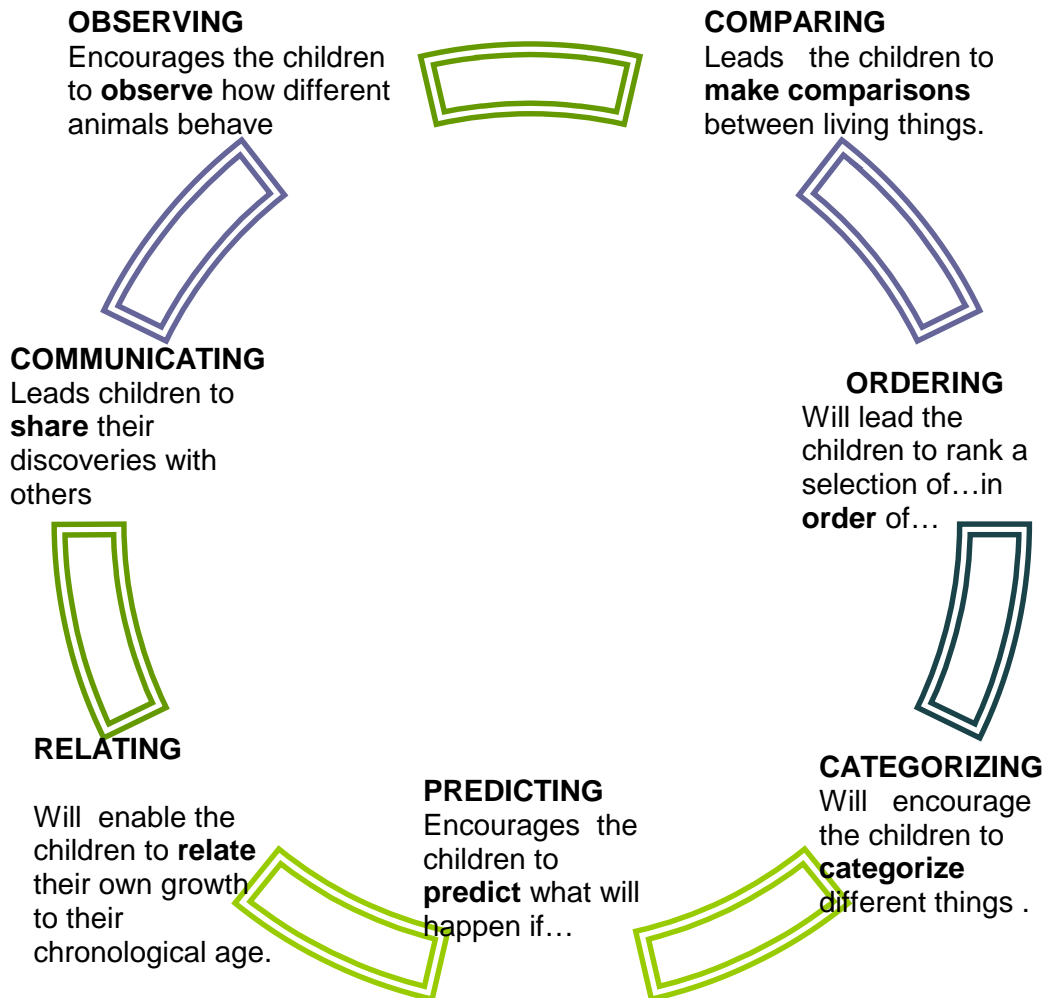 OBSERVING
Encourages the children
to observe how different
animals behave
COMPARING
Leads the children to
make comparisons
between living things.
ORDERING
Will lead the
children to rank a
selection of…in
order of…
CATEGORIZING
Will encourage
the children to
categorize
different things .
PREDICTING
Encourages the
children to
predict what will
happen if…
RELATING
Will enable the
children to relate
their own growth
to their
chronological age.
COMMUNICATING
Leads children to
share their
discoveries with
others